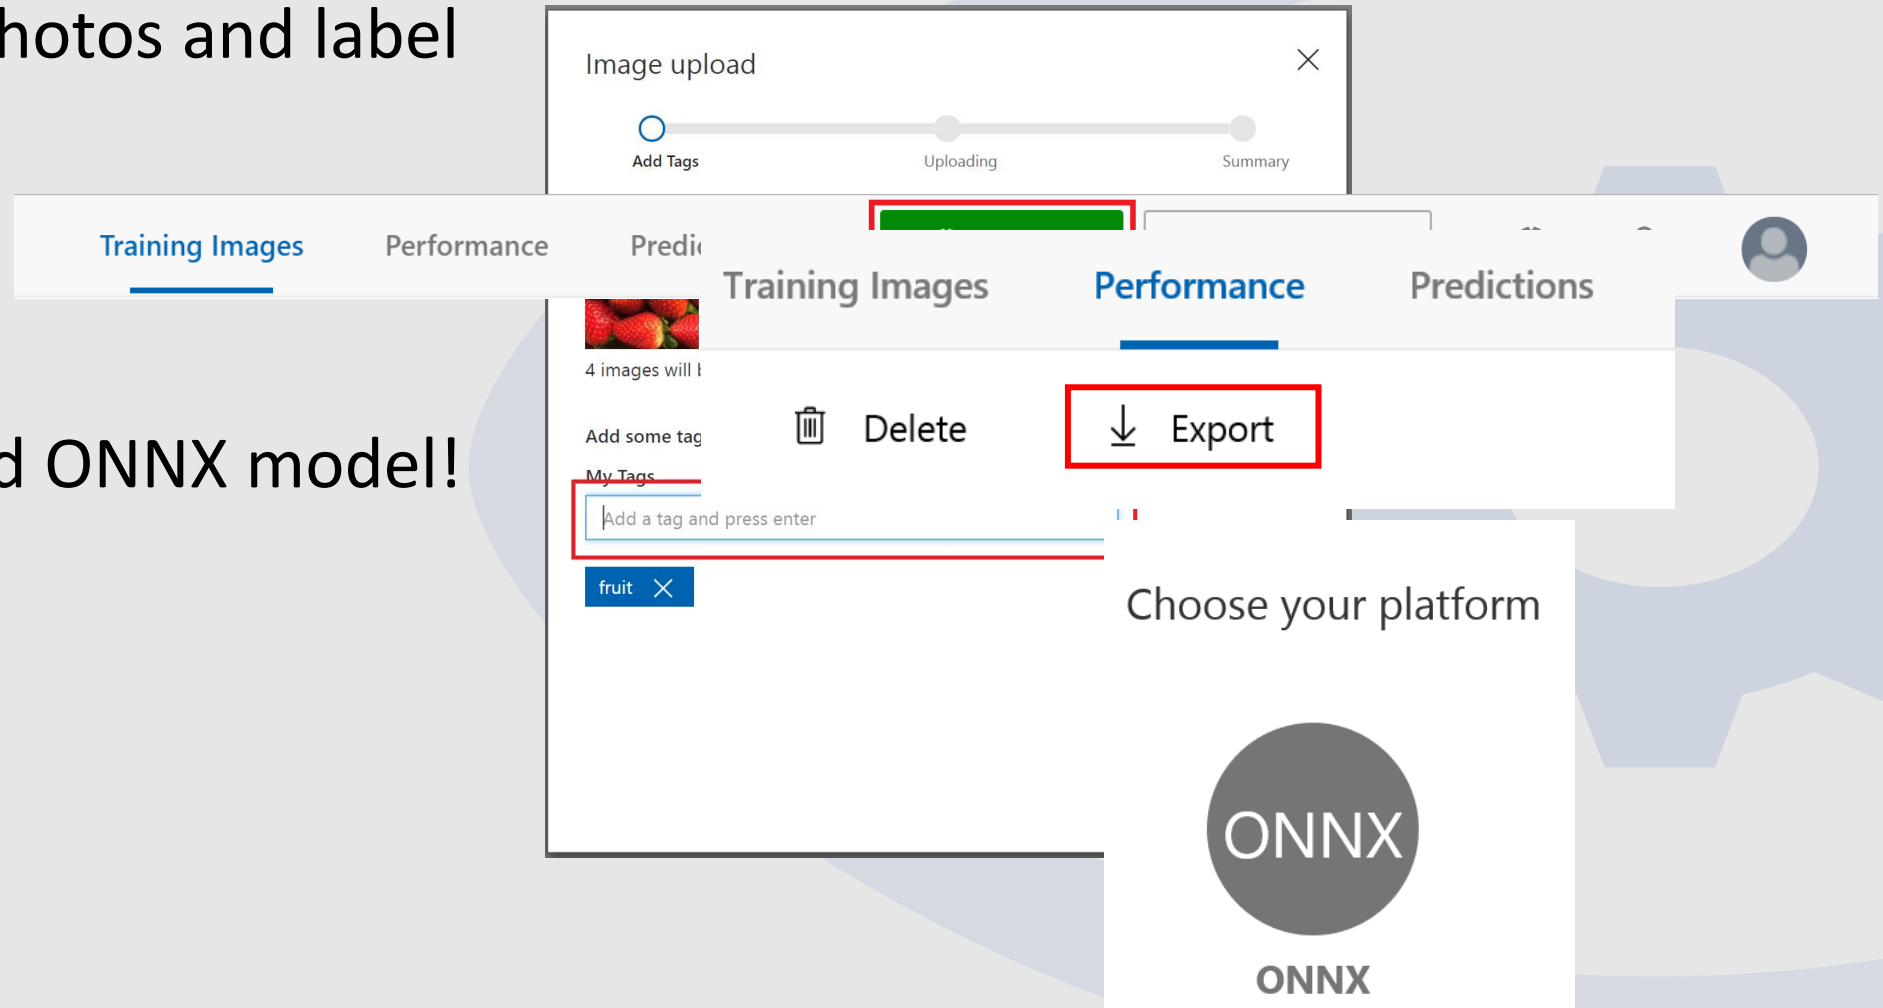 hotos and label
d ONNX model!
Image upload
Add Tags
Uploading
Summary
Training Images
Performance
4 images will
Add some tag
My Tags
Add a tag and press enter
fruit
Training Images
Performance
Predictions
Delete
Export
Choose your platform
ONNX
ONNX